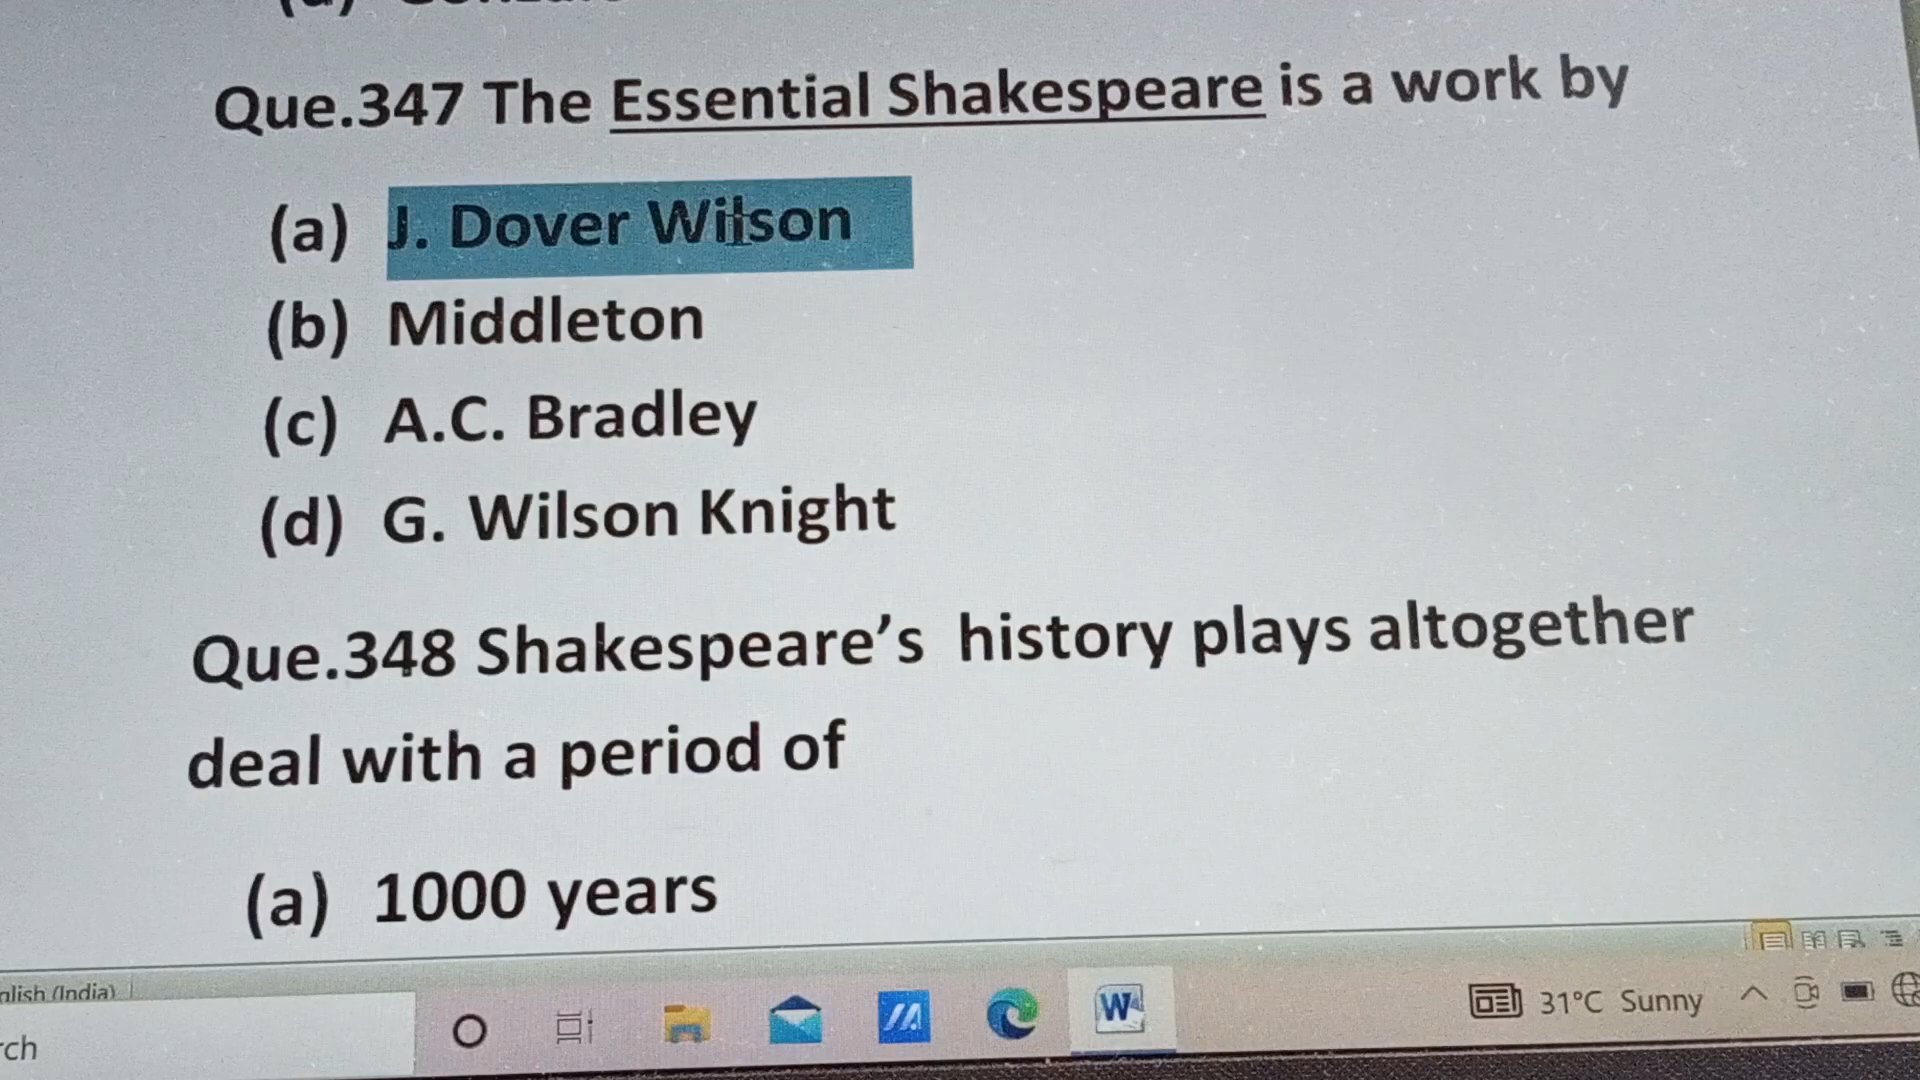 Que.347 The Essential Shakespeare is a work by
(a) J. Dover Wilson
(b) Middleton
(c) A.C. Bradley
(d) G. Wilson Knight
Que.348 Shakespeare's history plays altogether
deal with a period of
(a) 1000 years
(India)
31°C Sunny